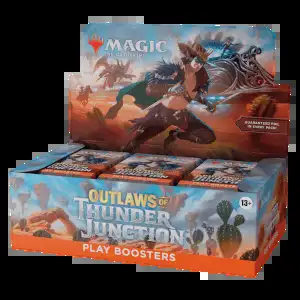 MAGIC
THE GATHERING
GUARANTEED FOIL
IN EVERY PACK!
OUTLAWS OF
THUNDER JUNCTION
PLAY BOOSTERS
13+